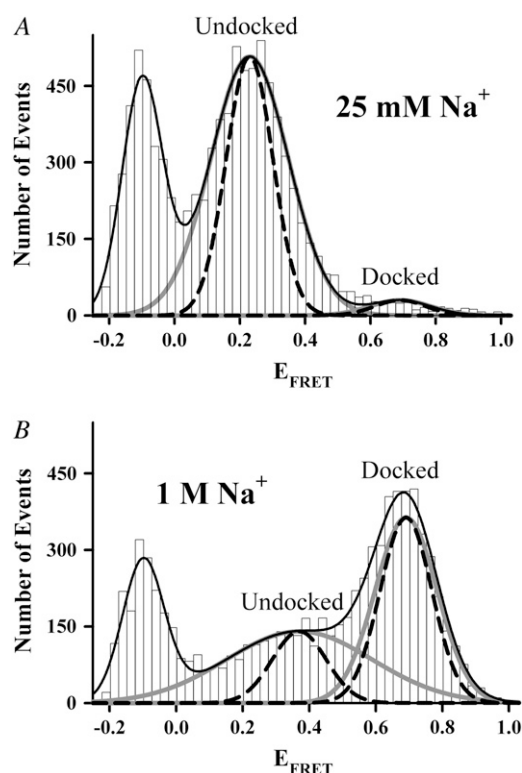 A
Undocked
25 mM Na+
Docked
Number of Events
450
300
150
0
-0.2 0.0 0.2 0.4 0.6 0.8 1.0
EFRET
B
Docked
1 M Na+
Undocked
Number of Events
450
300
150
0
-0.2 0.0 0.2 0.4 0.6 0.8 1.0
EFRET